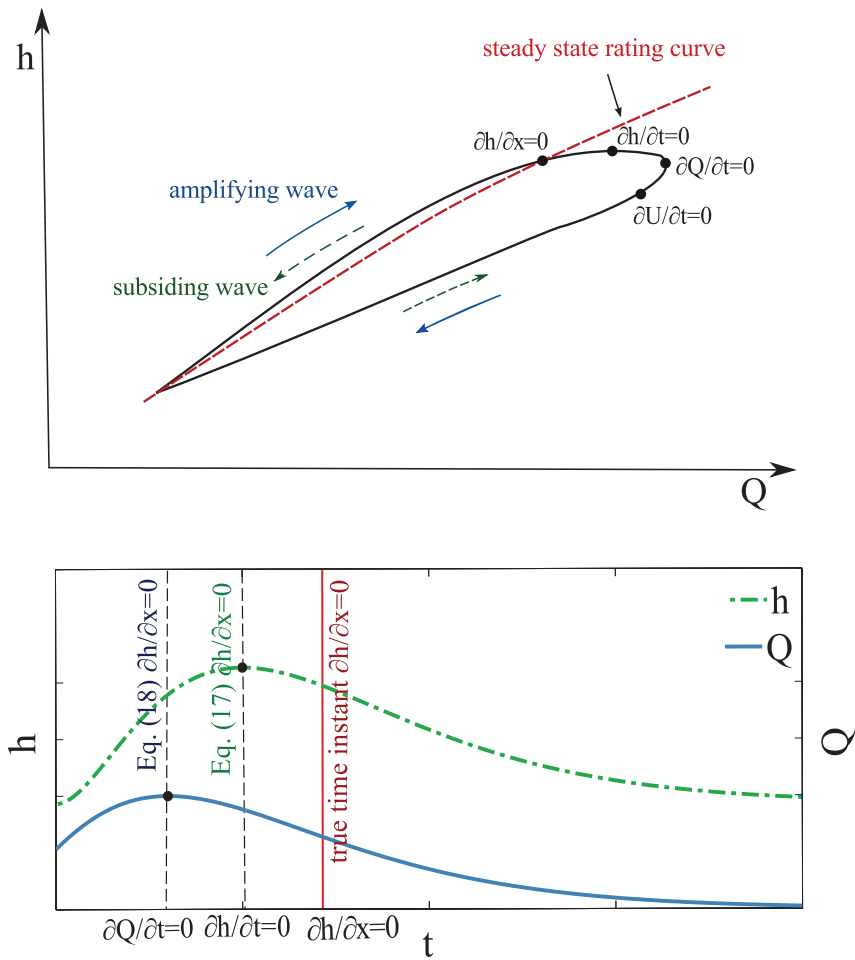 h
steady state rating curve
∂h/∂x=0
∂h/∂t=0
∂Q/∂t=0
amplifying wave
∂U/∂t=0
subsiding wave
Q
Eq. (18) ∂h/∂x=0
Eq. (17) ∂h/∂x=0
true time instant ∂h/∂x=0
h
Q
h
Q
∂Q/∂t=0
∂h/∂t=0
∂h/∂x=0
t